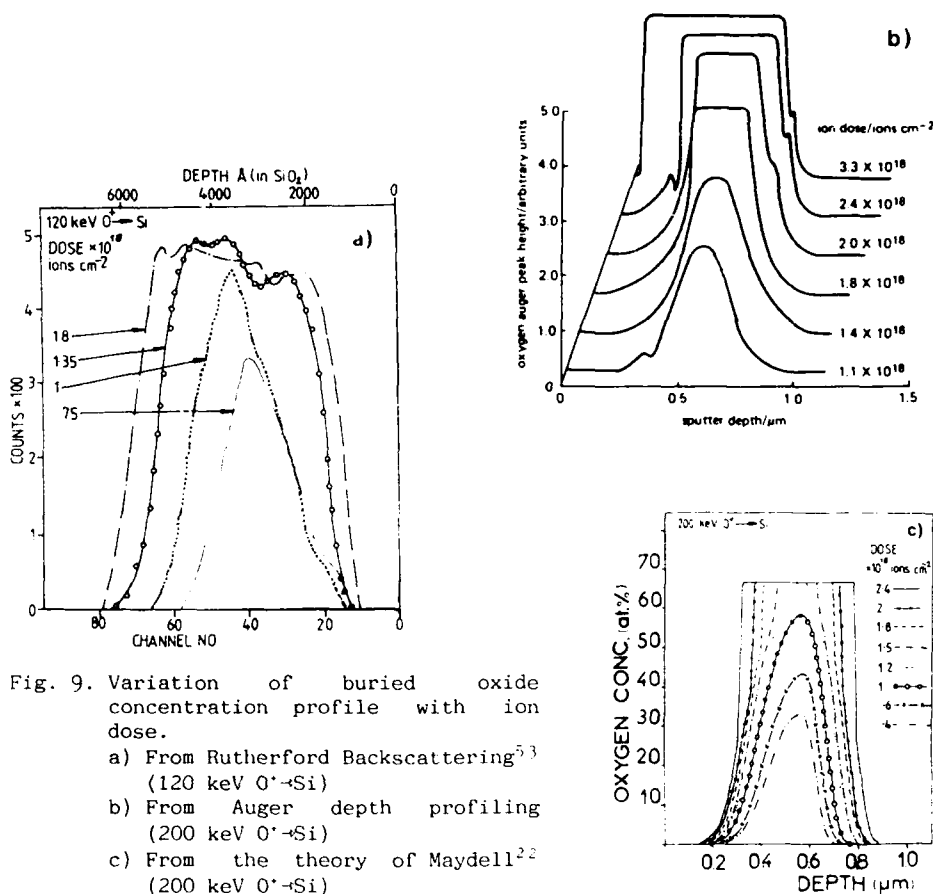 b)
5.0
4.0
3.0
2.0
1.0
0
oxygen auger peak height/arbitrary units
ion dose/ions cm⁻²
3.3 X 10¹⁸
2.4 X 10¹⁸
2.0 X 10¹⁸
1.8 X 10¹⁸
1.4 X 10¹⁸
1.1 X 10¹⁸
0
0.5
1.0
1.5
sputter depth/μm
DEPTH Å (in SiO₂)
6000 4000 2000 0
120 keV O⁺→Si
a)
DOSE ×10¹⁸
ions cm⁻²
5
4
3
2
1
0
COUNTS ×100
1·8
1·35
1
·75
80 60 40 20 0
CHANNEL NO
Fig. 9. Variation of buried oxide
concentration profile with ion
dose.
a) From Rutherford Backscattering⁵³
(120 keV O⁺→Si)
b) From Auger depth profiling
(200 keV O⁺→Si)
c) From the theory of Maydell²²
(200 keV O⁺→Si)
200 keV O⁺→Si
c)
DOSE
×10¹⁸ ions cm⁻²
2·4
2
1·8
1·5
1·2
1
·6
·4
70
60
50
40
30
20
10
OXYGEN CONC. (at.%)
0.2 0.4 0.6 0.8 1.0
DEPTH (μm)